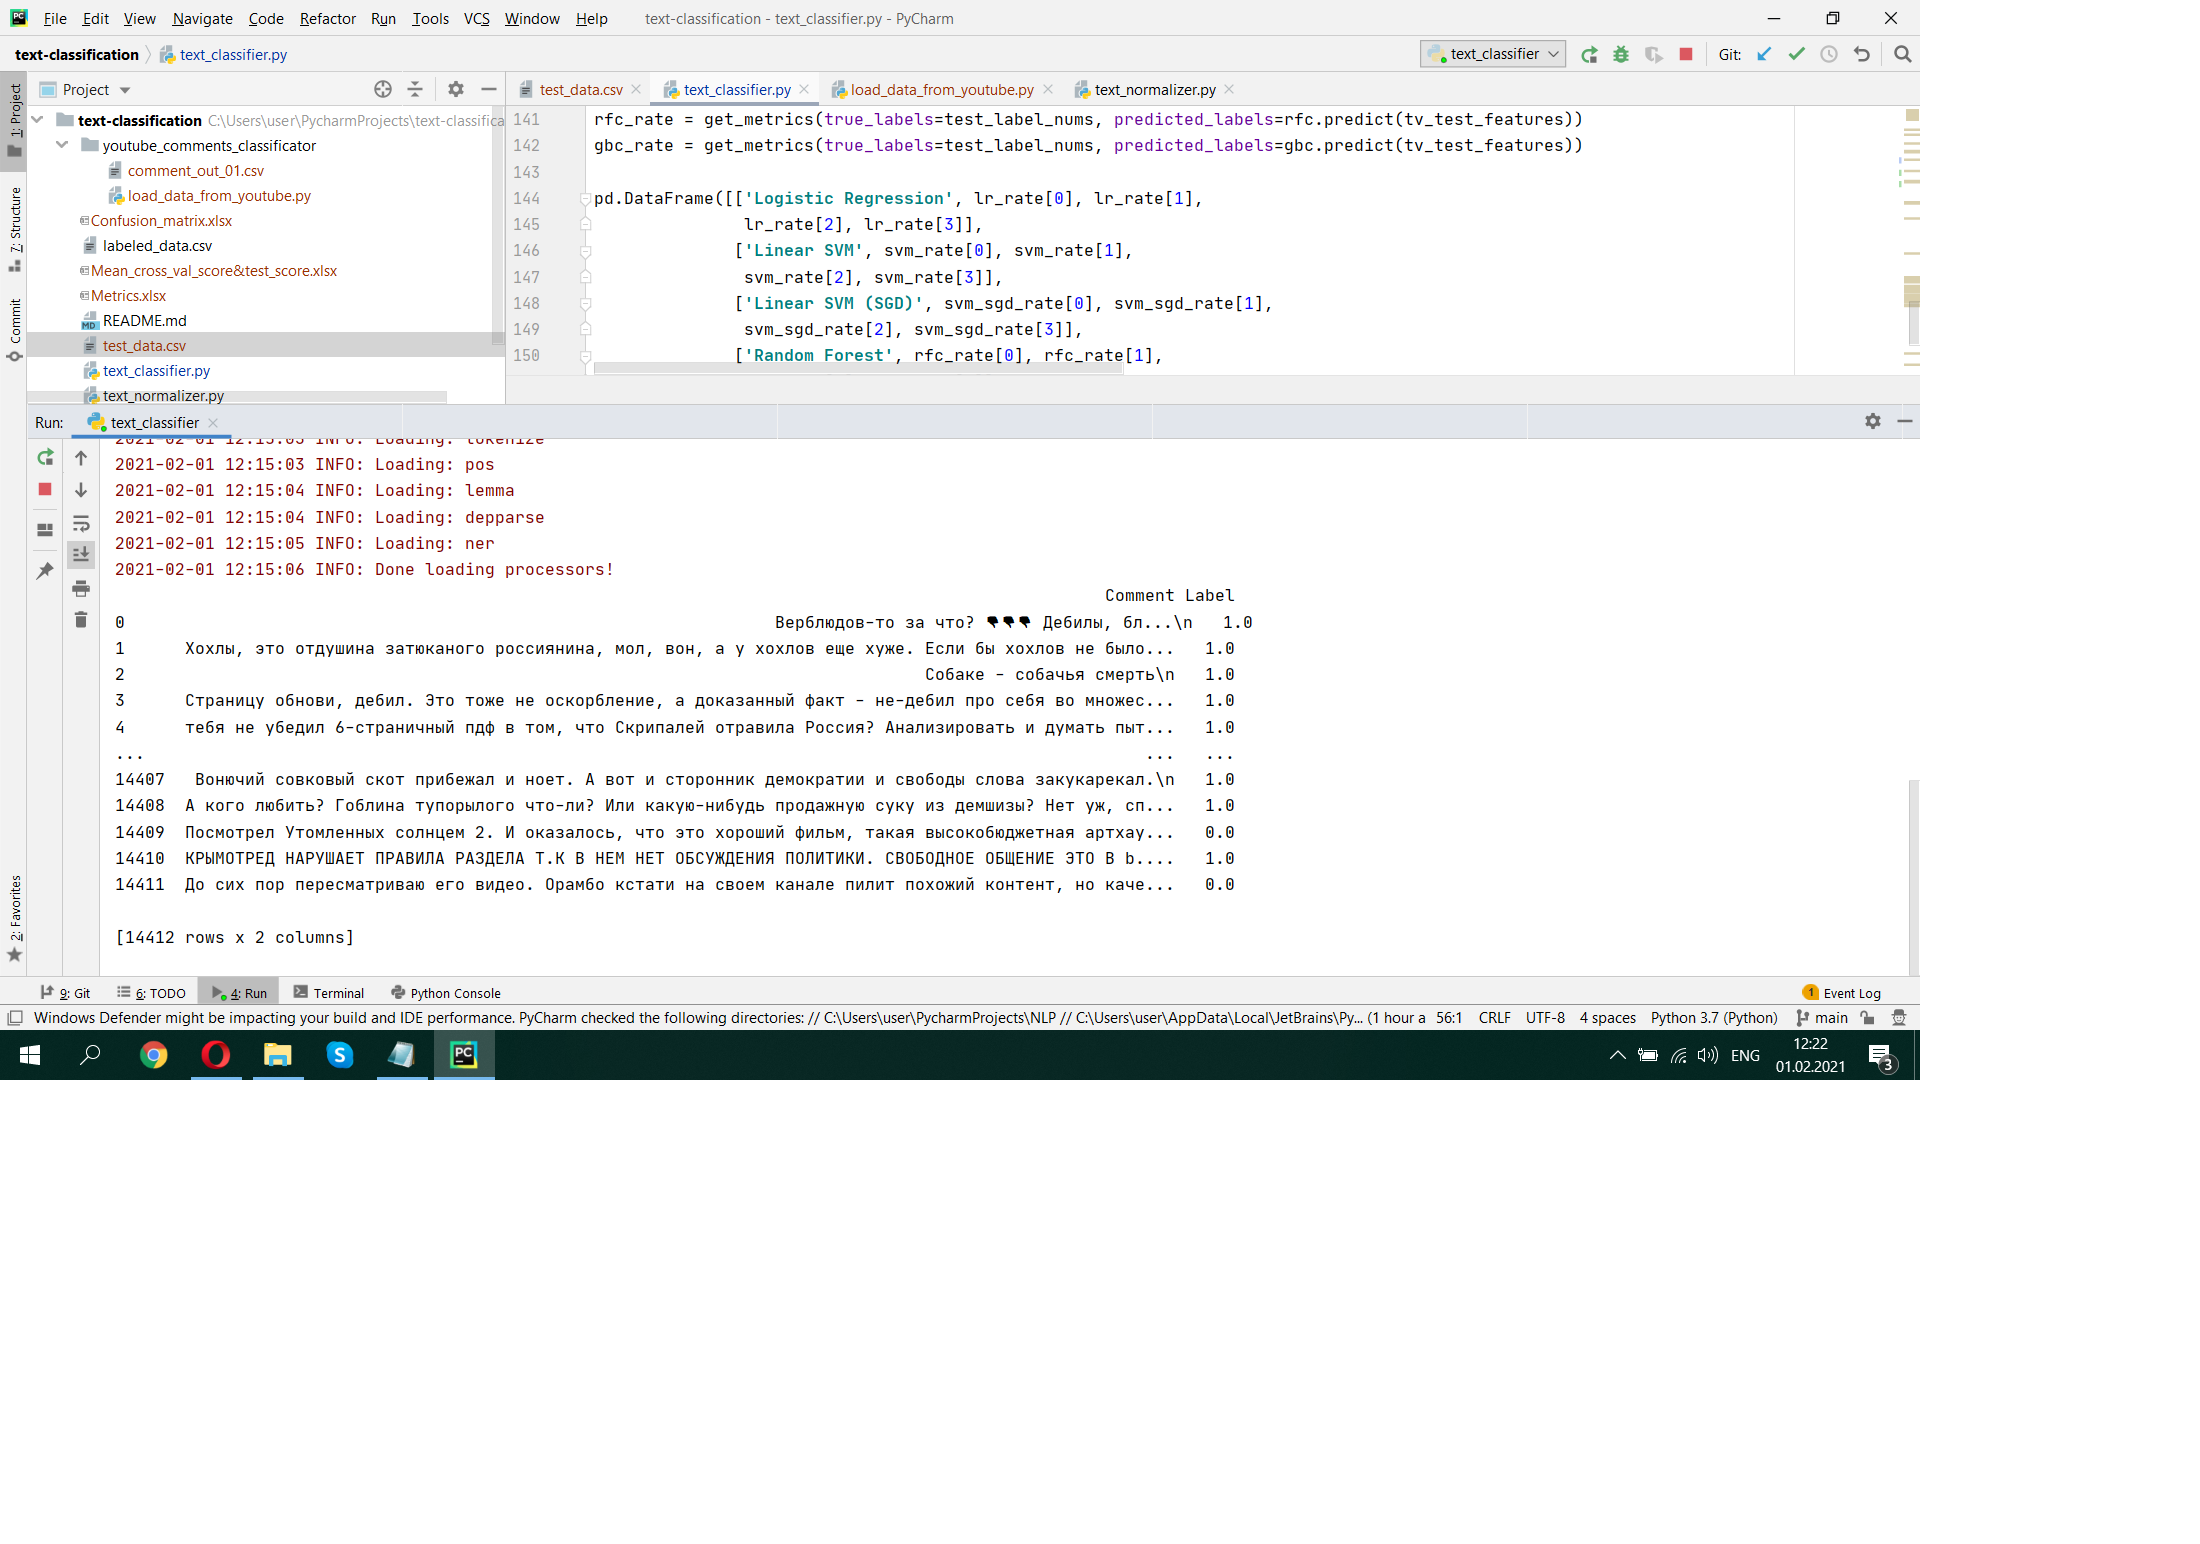 File Edit View Navigate Code Refactor Run Tools VCS Window Help text-classification - text_classifier.py - PyCharm
text-classification text_classifier.py text_classifier Git:
1: Project
7: Structure
Commit
2: Favorites
Project
text-classification C:\Users\user\PycharmProjects\text-classifica
youtube_comments_classificator
comment_out_01.csv
load_data_from_youtube.py
Confusion_matrix.xlsx
labeled_data.csv
Mean_cross_val_score&test_score.xlsx
Metrics.xlsx
README.md
test_data.csv
text_classifier.py
text_normalizer.py
test_data.csv text_classifier.py load_data_from_youtube.py text_normalizer.py
141 rfc_rate = get_metrics(true_labels=test_label_nums, predicted_labels=rfc.predict(tv_test_features))
142 gbc_rate = get_metrics(true_labels=test_label_nums, predicted_labels=gbc.predict(tv_test_features))
143
144 pd.DataFrame([['Logistic Regression', lr_rate[0], lr_rate[1],
145 lr_rate[2], lr_rate[3]],
146 ['Linear SVM', svm_rate[0], svm_rate[1],
147 svm_rate[2], svm_rate[3]],
148 ['Linear SVM (SGD)', svm_sgd_rate[0], svm_sgd_rate[1],
149 svm_sgd_rate[2], svm_sgd_rate[3]],
150 ['Random Forest', rfc_rate[0], rfc_rate[1],
Run: text_classifier
2021-02-01 12:15:03 INFO: Loading: tokenize
2021-02-01 12:15:03 INFO: Loading: pos
2021-02-01 12:15:04 INFO: Loading: lemma
2021-02-01 12:15:04 INFO: Loading: depparse
2021-02-01 12:15:05 INFO: Loading: ner
2021-02-01 12:15:06 INFO: Done loading processors!
Comment Label
0 Верблюдов-то за что? 👎👎👎 Дебилы, бл...\n 1.0
1 Хохлы, это отдушина затюканого россиянина, мол, вон, а у хохлов еще хуже. Если бы хохлов не было... 1.0
2 Собаке - собачья смерть\n 1.0
3 Страницу обнови, дебил. Это тоже не оскорбление, а доказанный факт - не-дебил про себя во множес... 1.0
4 тебя не убедил 6-страничный пдф в том, что Скрипалей отравила Россия? Анализировать и думать пыт... 1.0
... ... ...
14407 Вонючий совковый скот прибежал и ноет. А вот и сторонник демократии и свободы слова закукарекал.\n 1.0
14408 А кого любить? Гоблина тупорылого что-ли? Или какую-нибудь продажную суку из демшизы? Нет уж, сп... 1.0
14409 Посмотрел Утомленных солнцем 2. И оказалось, что это хороший фильм, такая высокобюджетная артхау... 0.0
14410 КРЫМОТРЕД НАРУШАЕТ ПРАВИЛА РАЗДЕЛА Т.К В НЕМ НЕТ ОБСУЖДЕНИЯ ПОЛИТИКИ. СВОБОДНОЕ ОБЩЕНИЕ ЭТО В b.... 1.0
14411 До сих пор пересматриваю его видео. Орамбо кстати на своем канале пилит похожий контент, но каче... 0.0
[14412 rows x 2 columns]
9: Git 6: TODO 4: Run Terminal Python Console 1 Event Log
Windows Defender might be impacting your build and IDE performance. PyCharm checked the following directories: // C:\Users\user\PycharmProjects\NLP // C:\Users\user\AppData\Local\JetBrains\Py... (1 hour a 56:1 CRLF UTF-8 4 spaces Python 3.7 (Python) main
ENG 12:22
01.02.2021
3